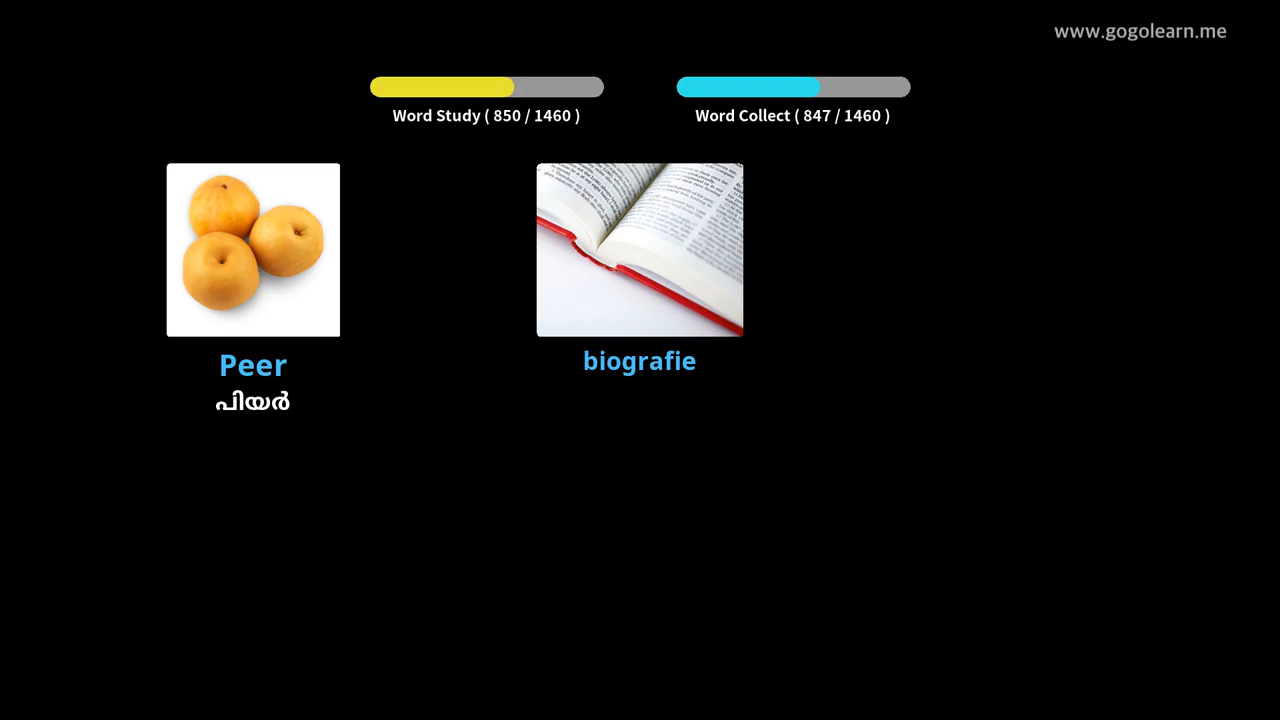 www.gogolearn.me
Word Study ( 850 / 1460 )
Word Collect ( 847 / 1460 )
Peer
പിയർ
biografie